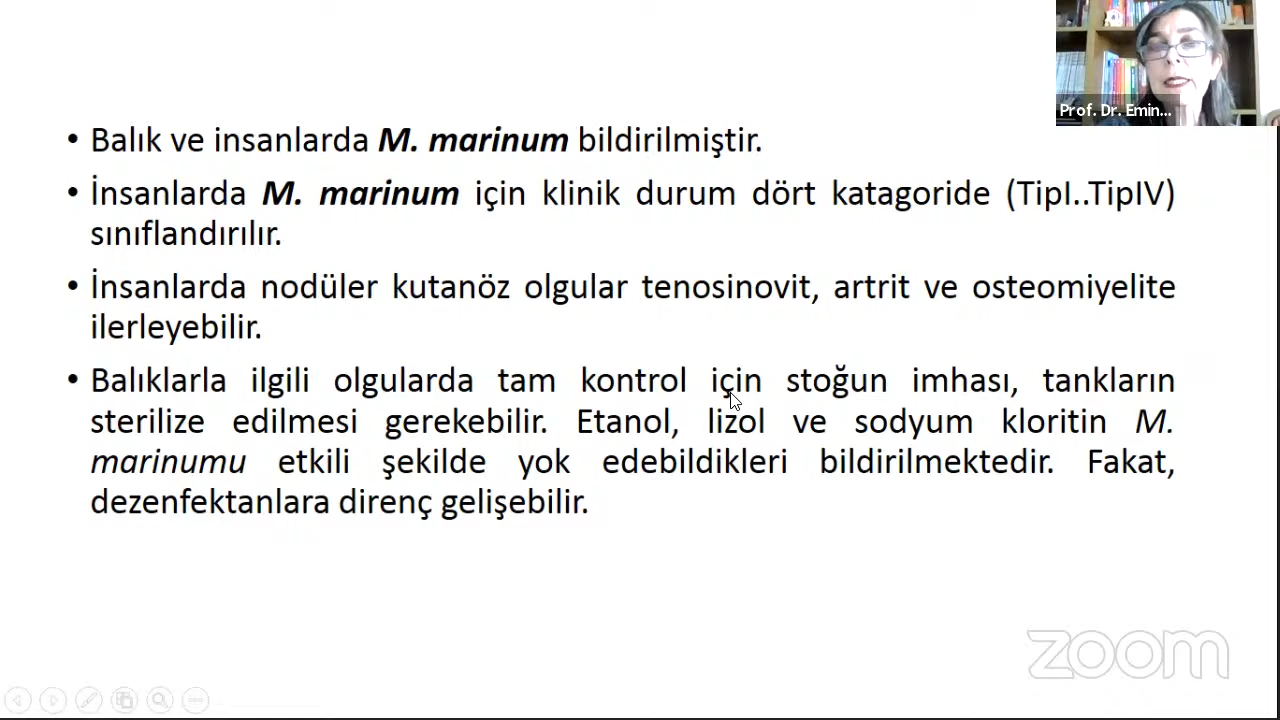 Prof. Dr. Emin...
• Balık ve insanlarda M. marinum bildirilmiştir.
• İnsanlarda M. marinum için klinik durum dört katagoride (TipI..TipIV)
sınıflandırılır.
• İnsanlarda nodüler kutanöz olgular tenosinovit, artrit ve osteomiyelite
ilerleyebilir.
• Balıklarla ilgili olgularda tam kontrol için stoğun imhası, tankların
sterilize edilmesi gerekebilir. Etanol, lizol ve sodyum kloritin M.
marinumu etkili şekilde yok edebildikleri bildirilmektedir. Fakat,
dezenfektanlara direnç gelişebilir.
zoom